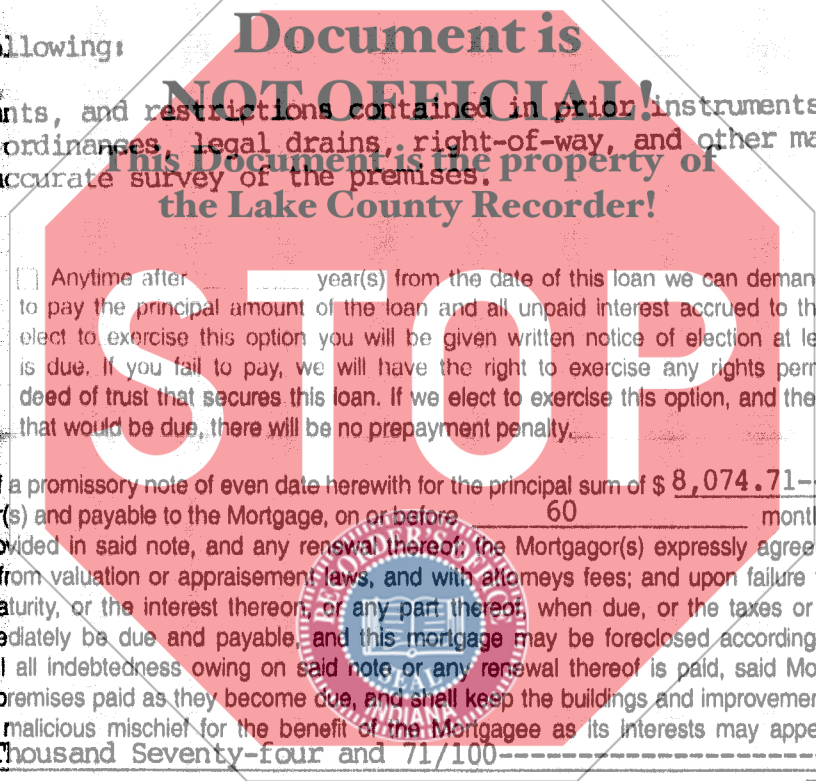 Document is
llowing:
NOT OFFICIAL!
nts, and restrictions contained in prior instruments
ordinances, legal drains, right-of-way, and other ma
This Document is the property of
ccurate survey of the premises.
the Lake County Recorder!
STOP
Anytime after year(s) from the date of this loan we can deman
to pay the principal amount of the loan and all unpaid interest accrued to th
elect to exercise this option you will be given written notice of election at le
is due. If you fail to pay, we will have the right to exercise any rights perm
deed of trust that secures this loan. If we elect to exercise this option, and the
that would be due, there will be no prepayment penalty.
f a promissory note of even date herewith for the principal sum of $ 8,074.71--
r(s) and payable to the Mortgage, on or before 60 mont
ovided in said note, and any renewal thereof; the Mortgagor(s) expressly agree
from valuation or appraisement laws, and with attorneys fees; and upon failure
aturity, or the interest thereon, or any part thereof, when due, or the taxes or
ediately be due and payable, and this mortgage may be foreclosed according
l all indebtedness owing on said note or any renewal thereof is paid, said Mo
premises paid as they become due, and shall keep the buildings and improvemen
malicious mischief for the benefit of the Mortgagee as its interests may appe
Thousand Seventy-four and 71/100--------------------
RECORDER'S OFFICE
SEAL
INDIANA